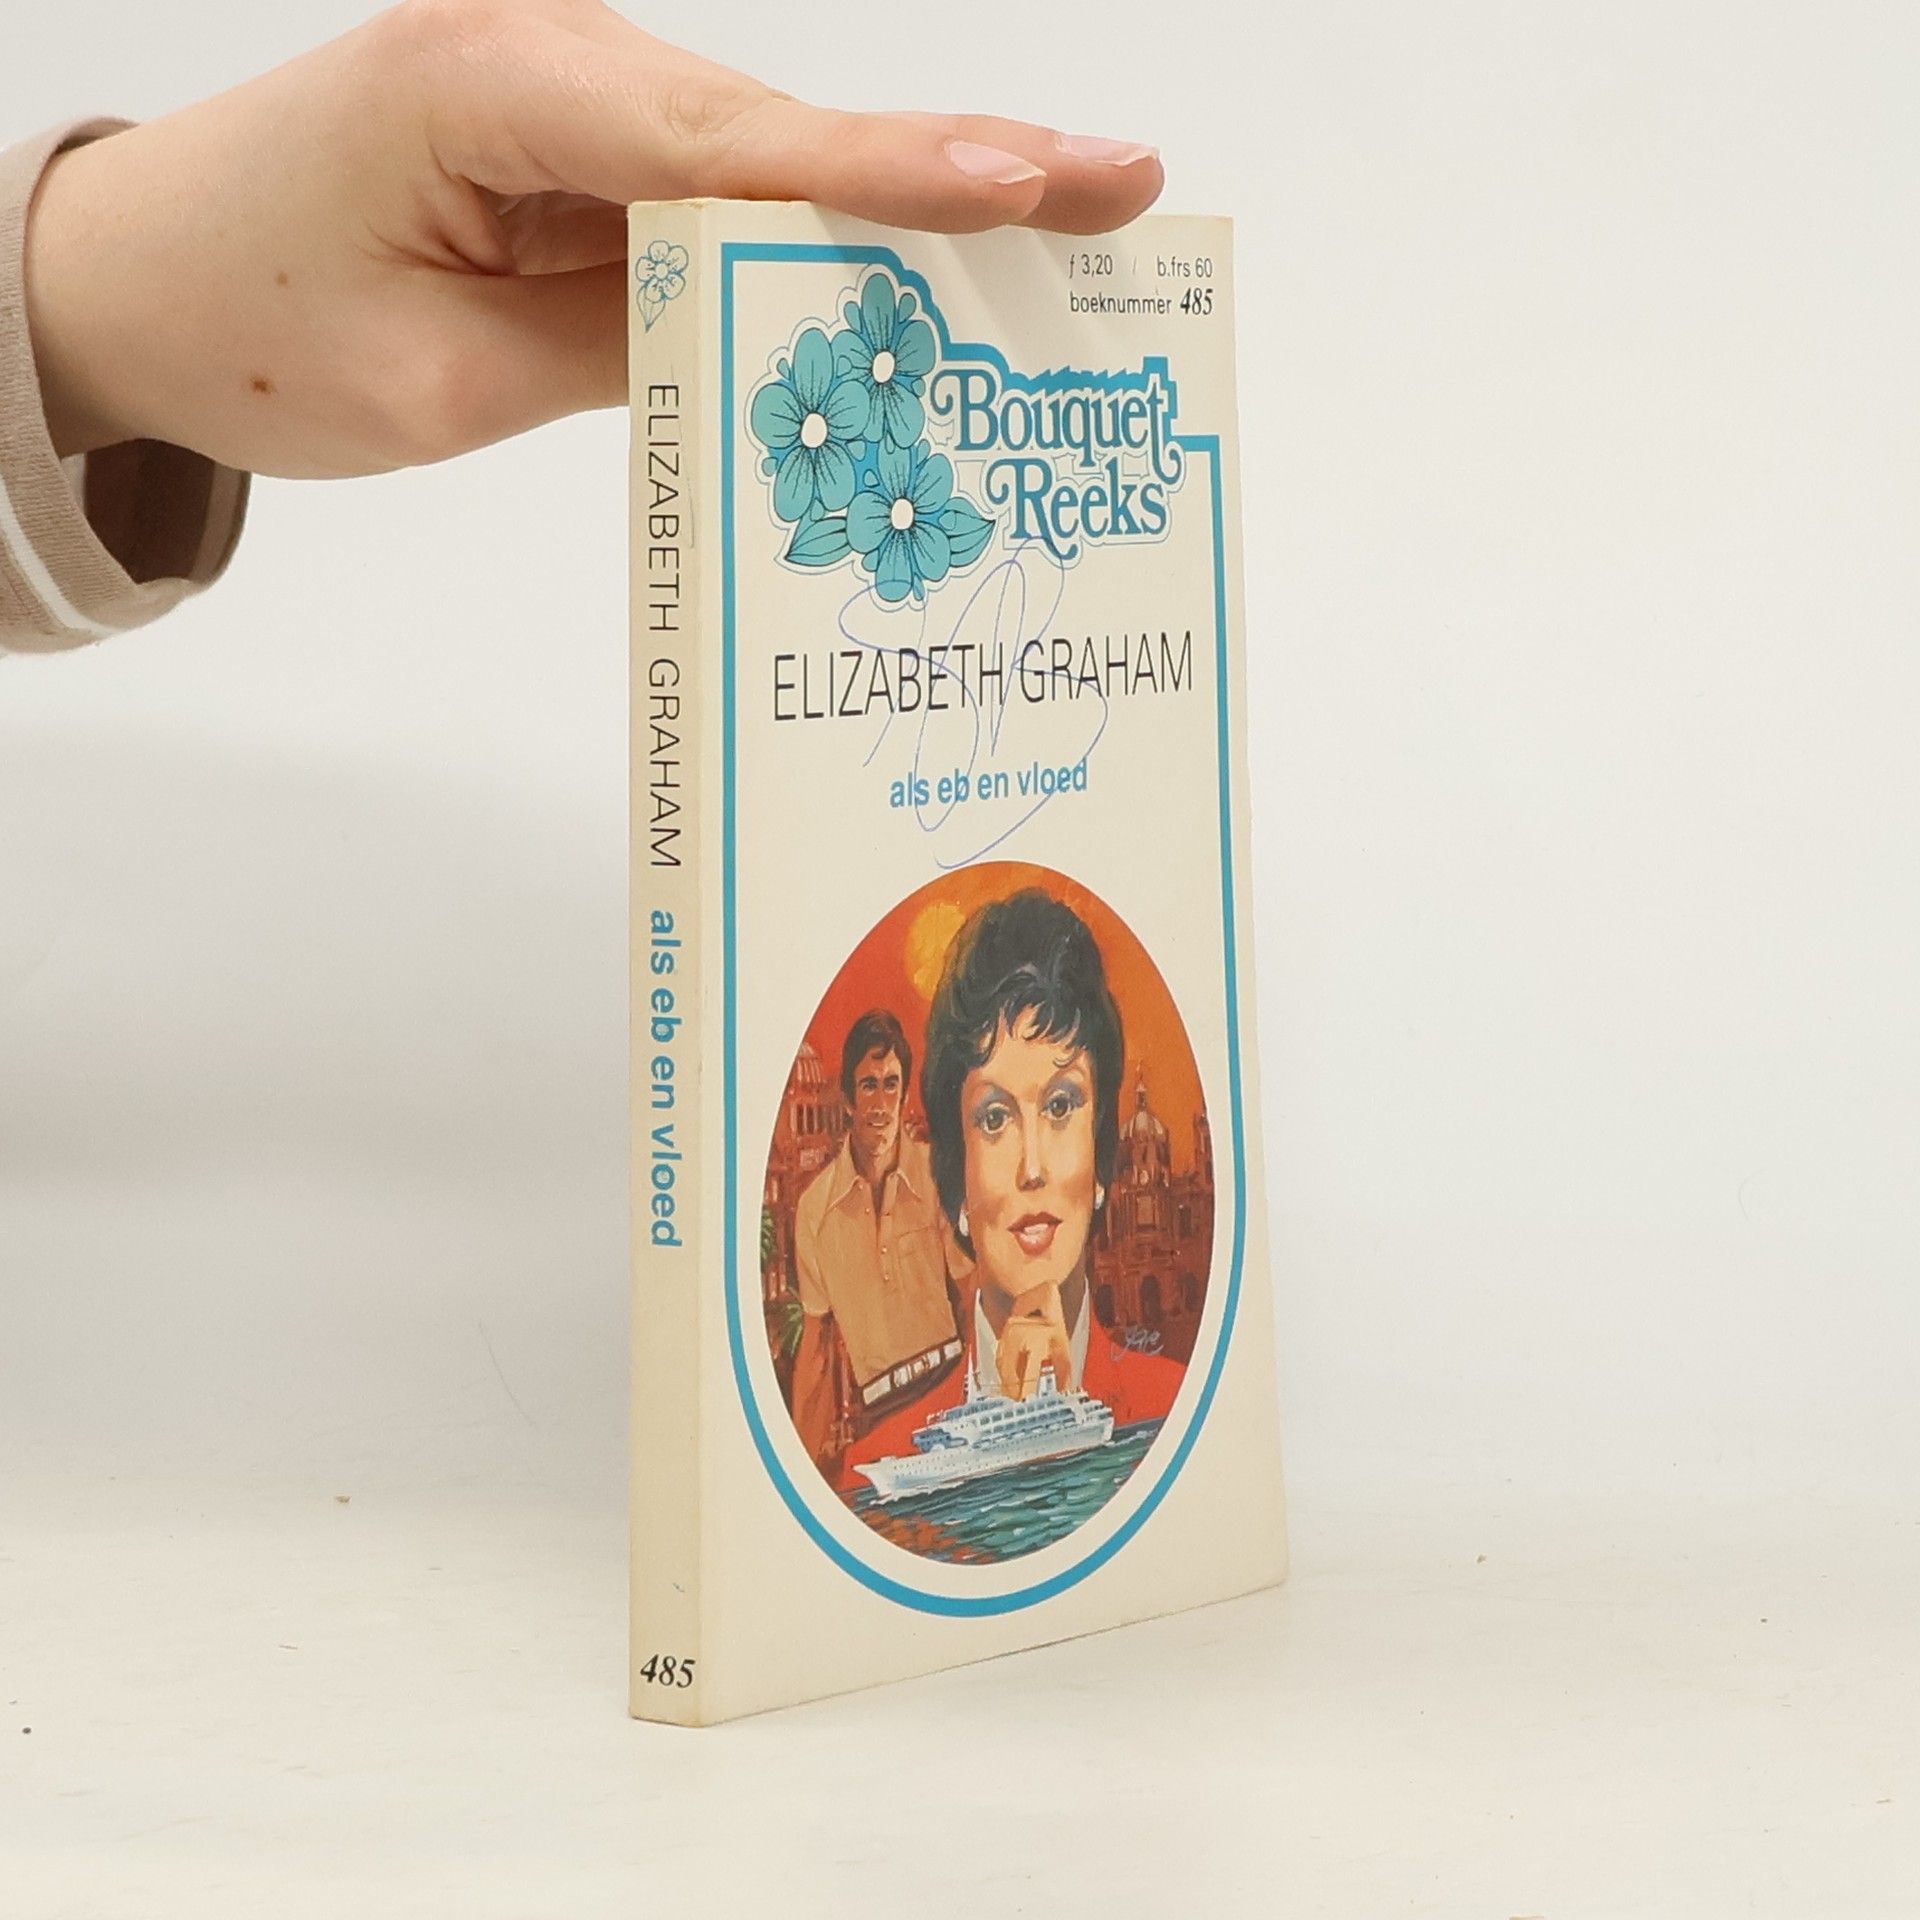 ELIZABETH GRAHAM als eb en vloed
485
f 3,20 / b.frs 60
boeknummer 485
Bouquet
Reeks
ELIZABETH GRAHAM
als eb en vloed